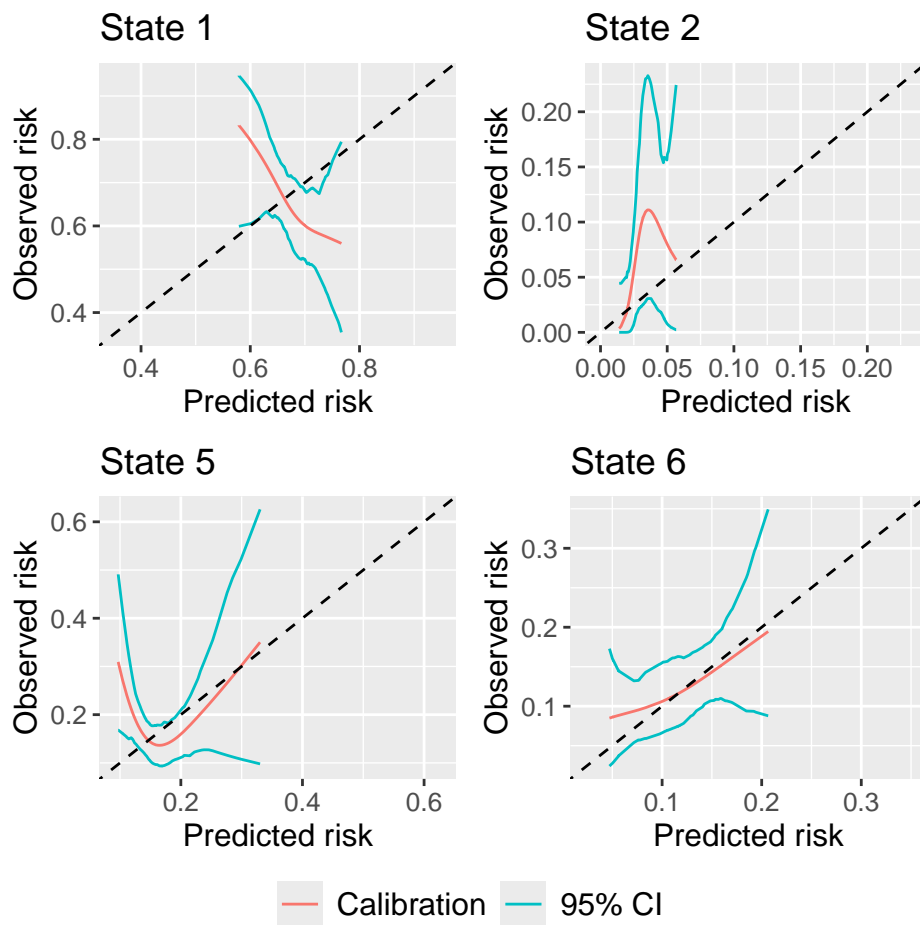 State 1
State 2
Observed risk
0.8
0.6
0.4
0.4
0.6
0.8
Predicted risk
Observed risk
0.20
0.15
0.10
0.05
0.00
0.00
0.05
0.10
0.15
0.20
Predicted risk
State 5
State 6
Observed risk
0.6
0.4
0.2
0.2
0.4
0.6
Predicted risk
Observed risk
0.3
0.2
0.1
0.1
0.2
0.3
Predicted risk
Calibration
95% CI